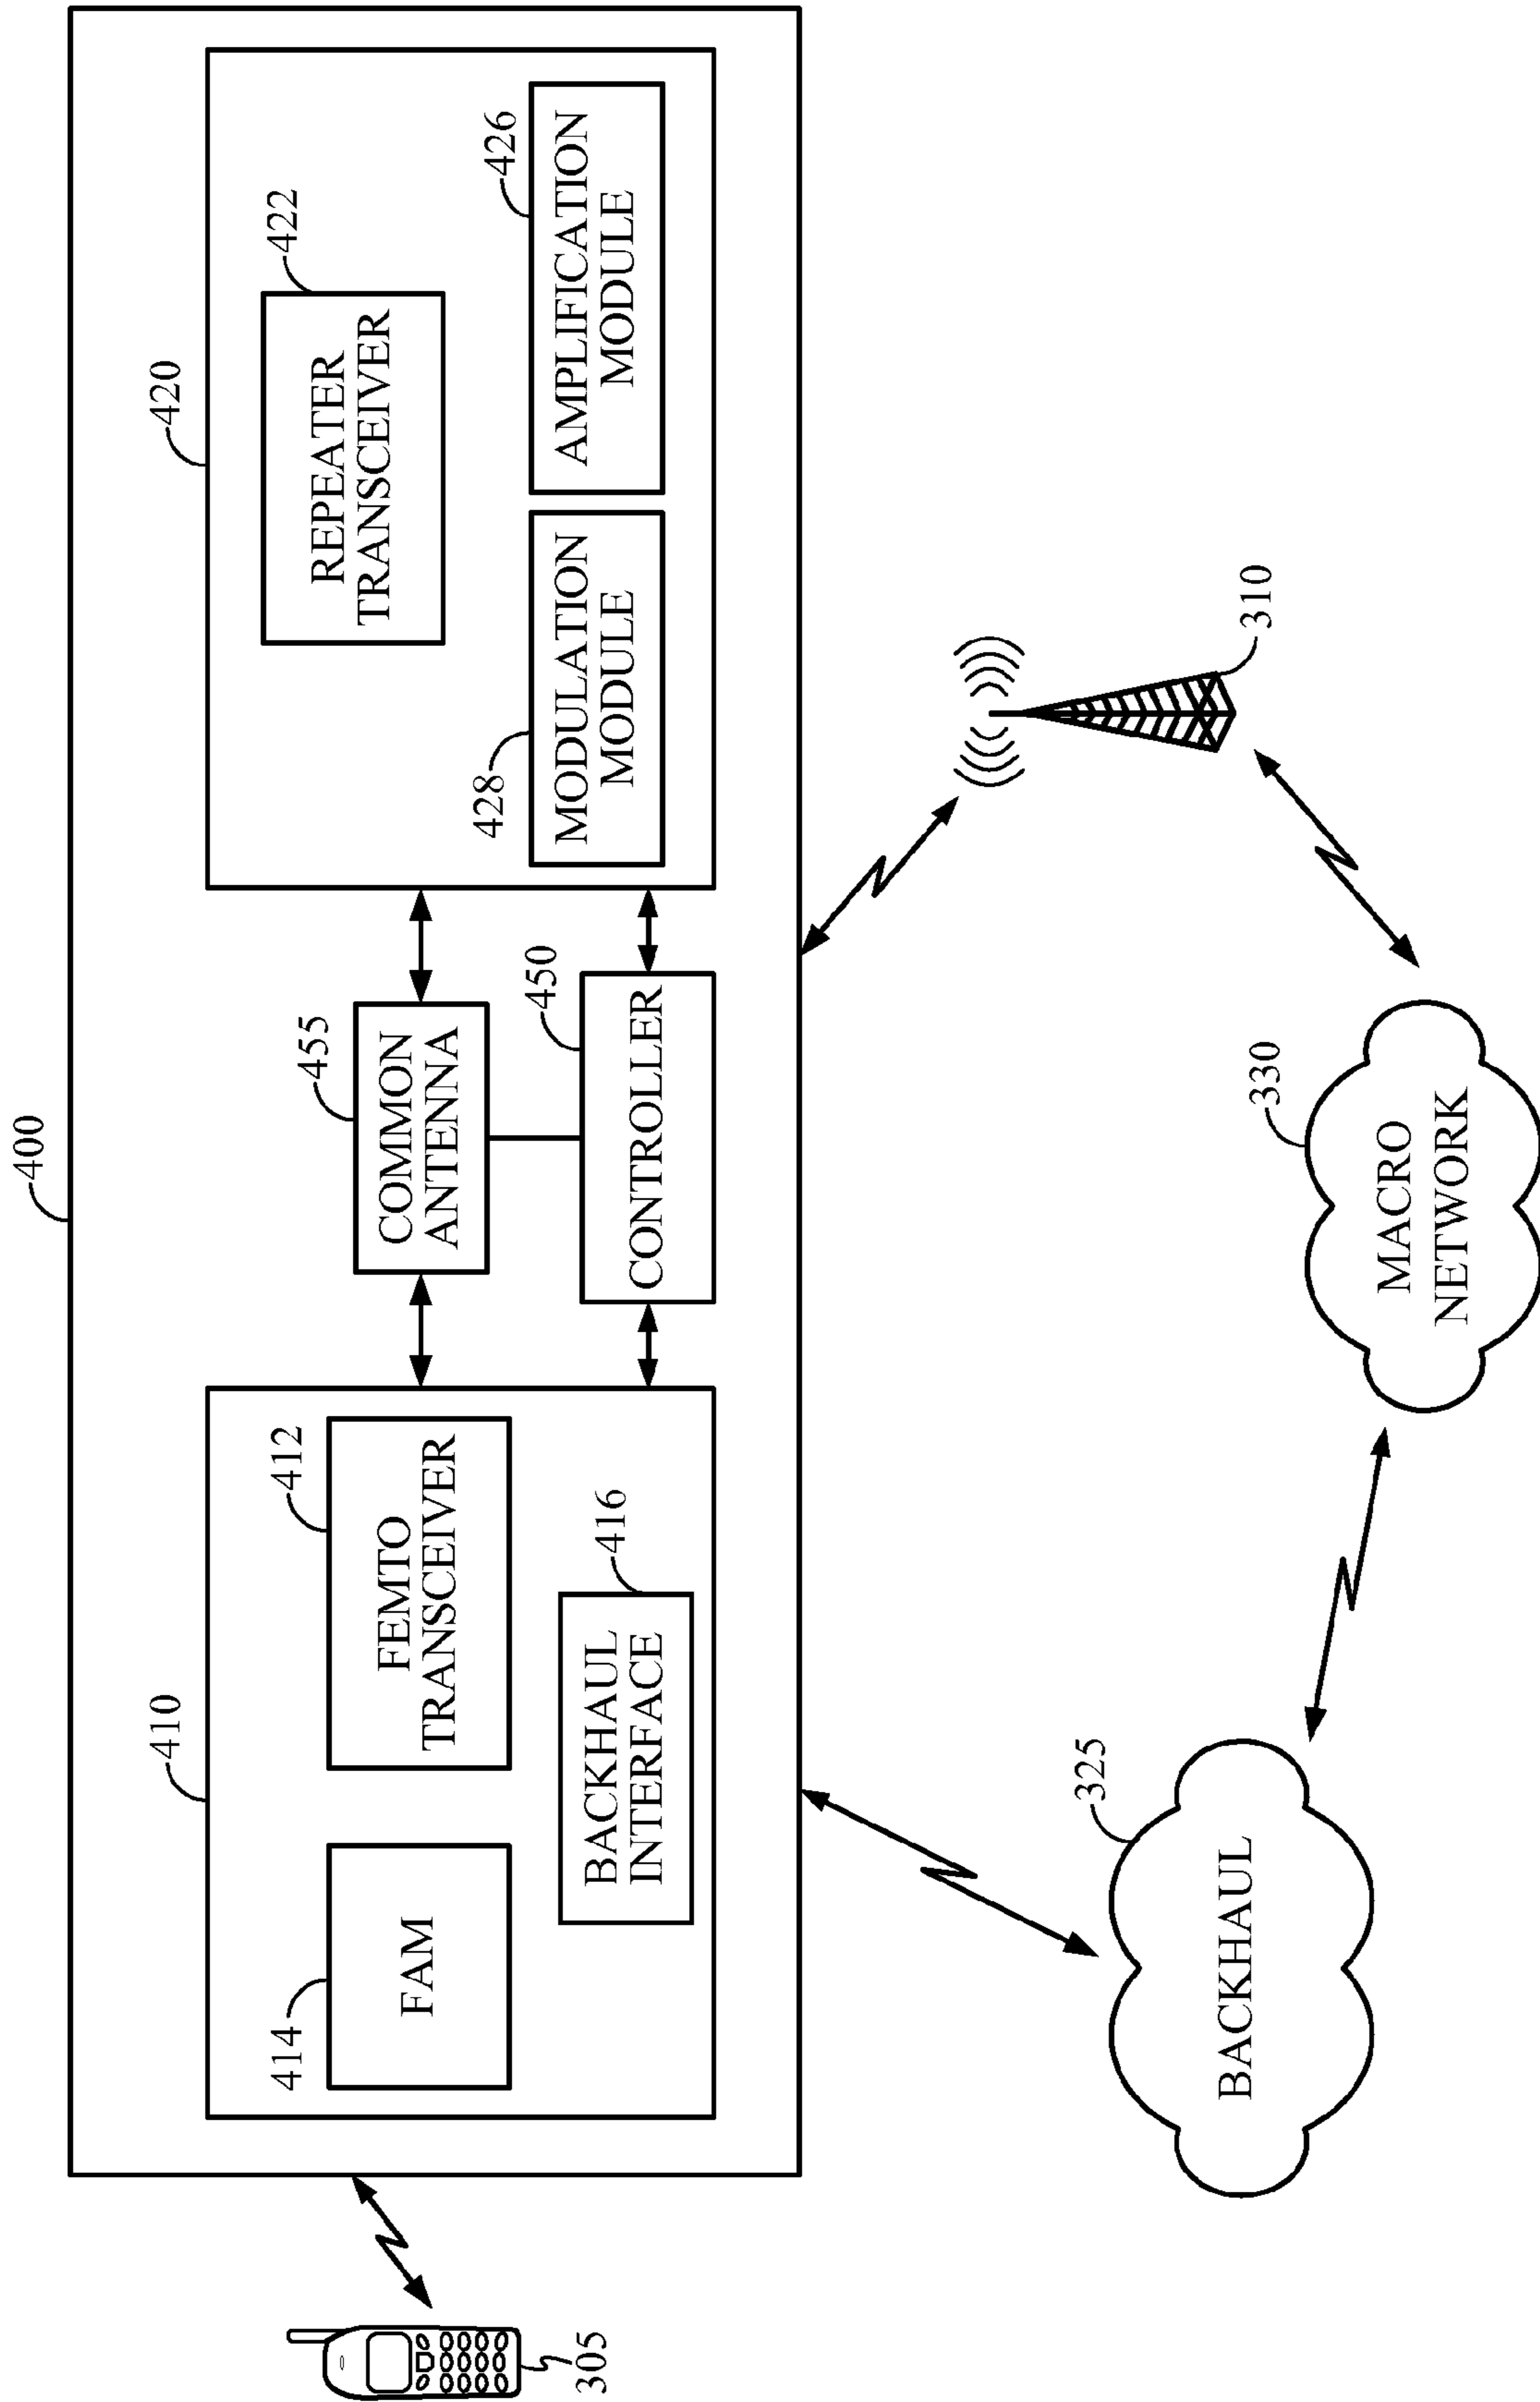 400
410
420
414
FAM
412
FEMTO
TRANSCEIVER
416
BACKHAUL
INTERFACE
455
COMMON
ANTENNA
450
CONTROLLER
422
REPEATER
TRANSCEIVER
428
MODULATION
MODULE
426
AMPLIFICATION
MODULE
305
325
BACKHAUL
330
MACRO
NETWORK
310